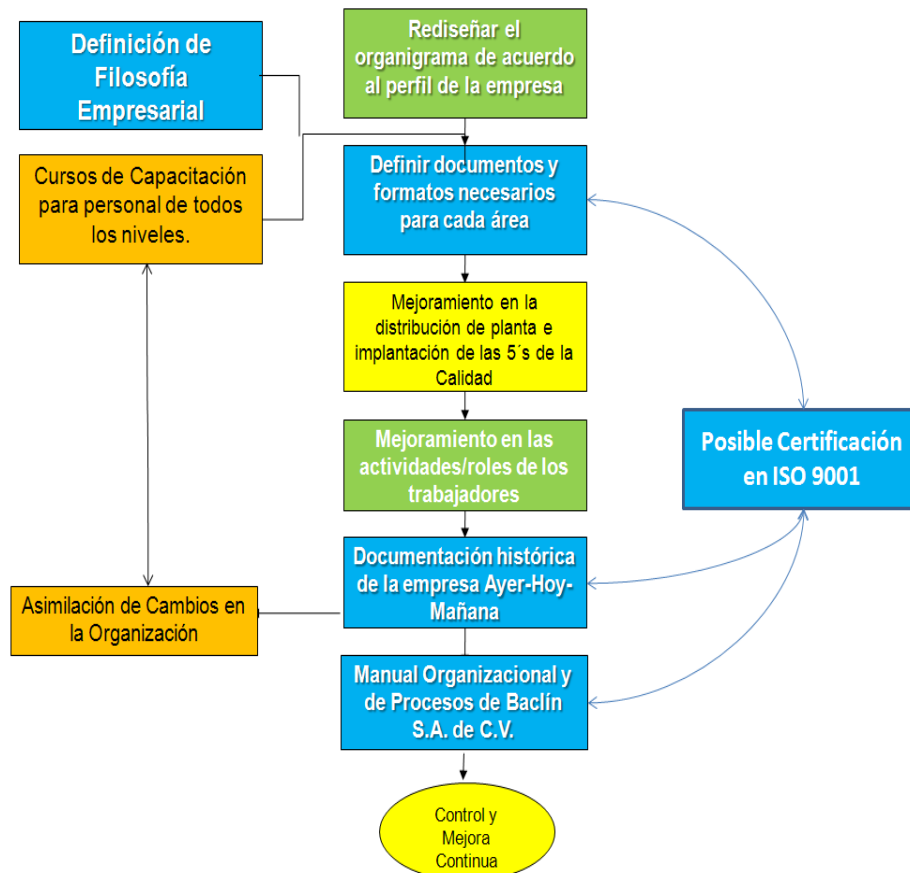 Definición de
Filosofía
Empresarial
Rediseñar el
organigrama de acuerdo
al perfil de la empresa
Cursos de Capacitación
para personal de todos
los niveles.
Definir documentos y
formatos necesarios
para cada área
Mejoramiento en la
distribución de planta e
implantación de las 5´s de la
Calidad
Mejoramiento en las
actividades/roles de los
trabajadores
Posible Certificación
en ISO 9001
Documentación histórica
de la empresa Ayer-Hoy-
Mañana
Asimilación de Cambios en
la Organización
Manual Organizacional y
de Procesos de Baclín
S.A. de C.V.
Control y
Mejora
Continua